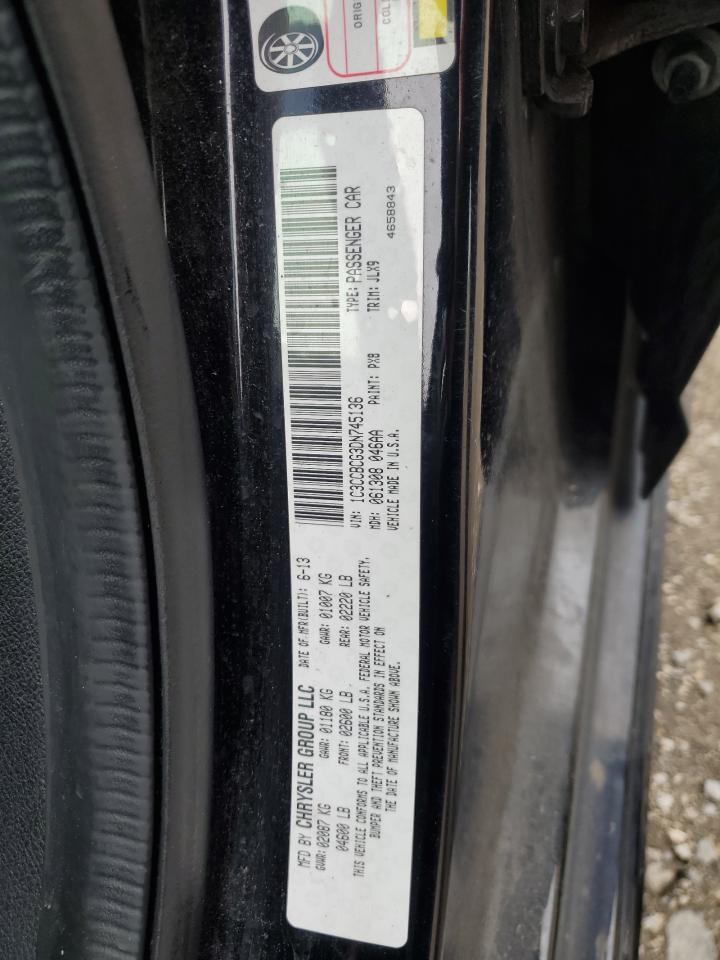 ORIG
COLD
MFD BY CHRYSLER GROUP LLC DATE OF MFR(BUILT): 6-13
GVWR: 02087 KG GAWR: 01180 KG GAWR: 01007 KG
04600 LB FRONT: 02600 LB REAR: 02220 LB
THIS VEHICLE CONFORMS TO ALL APPLICABLE U.S.A. FEDERAL MOTOR VEHICLE SAFETY,
BUMPER AND THEFT PREVENTION STANDARDS IN EFFECT ON
THE DATE OF MANUFACTURE SHOWN ABOVE.
VIN: 1C3CCBCG3DN745136 TYPE: PASSENGER CAR
MDH: 061308 046AA PAINT: PX8 TRIM: JLX9
VEHICLE MADE IN U.S.A. 4658843